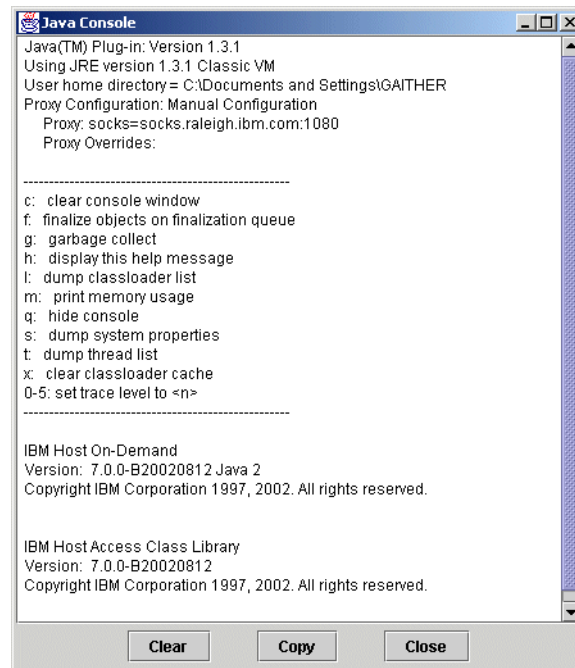 Java Console
Java(TM) Plug-in: Version 1.3.1
Using JRE version 1.3.1 Classic VM
User home directory = C:\Documents and Settings\GAITHER
Proxy Configuration: Manual Configuration
Proxy: socks=socks.raleigh.ibm.com:1080
Proxy Overrides:
----------------------------------------------------
c: clear console window
f: finalize objects on finalization queue
g: garbage collect
h: display this help message
l: dump classloader list
m: print memory usage
q: hide console
s: dump system properties
t: dump thread list
x: clear classloader cache
0-5: set trace level to <n>
----------------------------------------------------
IBM Host On-Demand
Version: 7.0.0-B20020812 Java 2
Copyright IBM Corporation 1997, 2002. All rights reserved.
IBM Host Access Class Library
Version: 7.0.0-B20020812
Copyright IBM Corporation 1997, 2002. All rights reserved.
Clear Copy Close